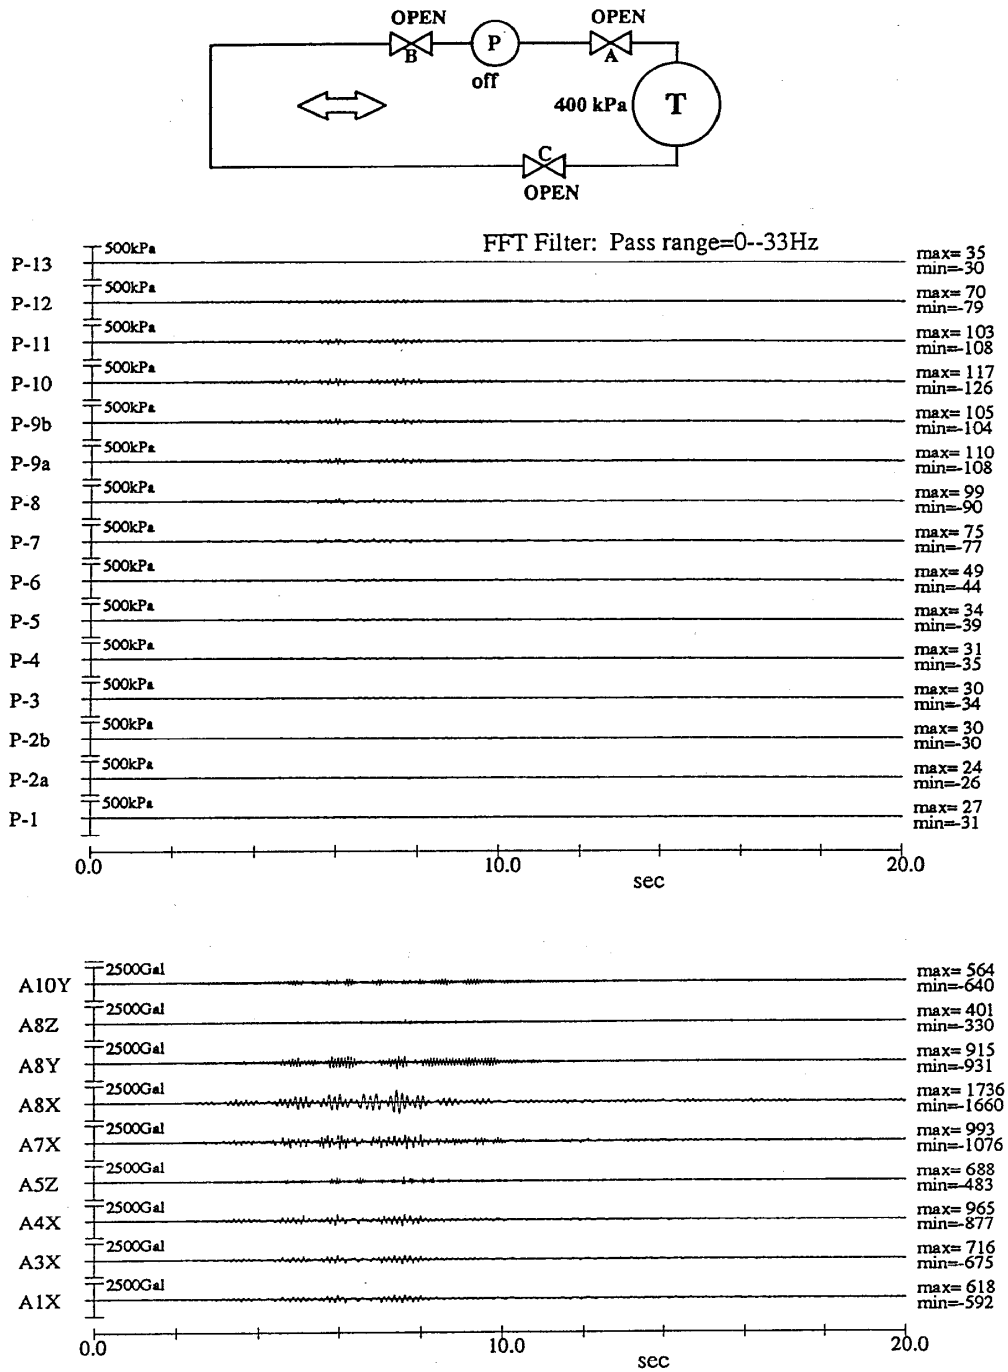 OPEN OPEN
B P A
off
400 kPa T
C
OPEN
FFT Filter: Pass range=0--33Hz
P-13 500kPa max= 35
min=-30
P-12 500kPa max= 70
min=-79
P-11 500kPa max= 103
min=-108
P-10 500kPa max= 117
min=-126
P-9b 500kPa max= 105
min=-104
P-9a 500kPa max= 110
min=-108
P-8 500kPa max= 99
min=-90
P-7 500kPa max= 75
min=-77
P-6 500kPa max= 49
min=-44
P-5 500kPa max= 34
min=-39
P-4 500kPa max= 31
min=-35
P-3 500kPa max= 30
min=-34
P-2b 500kPa max= 30
min=-30
P-2a 500kPa max= 24
min=-26
P-1 500kPa max= 27
min=-31
0.0 10.0 20.0
sec
A10Y 2500Gal max= 564
min=-640
A8Z 2500Gal max= 401
min=-330
A8Y 2500Gal max= 915
min=-931
A8X 2500Gal max= 1736
min=-1660
A7X 2500Gal max= 993
min=-1076
A5Z 2500Gal max= 688
min=-483
A4X 2500Gal max= 965
min=-877
A3X 2500Gal max= 716
min=-675
A1X 2500Gal max= 618
min=-592
0.0 10.0 20.0
sec